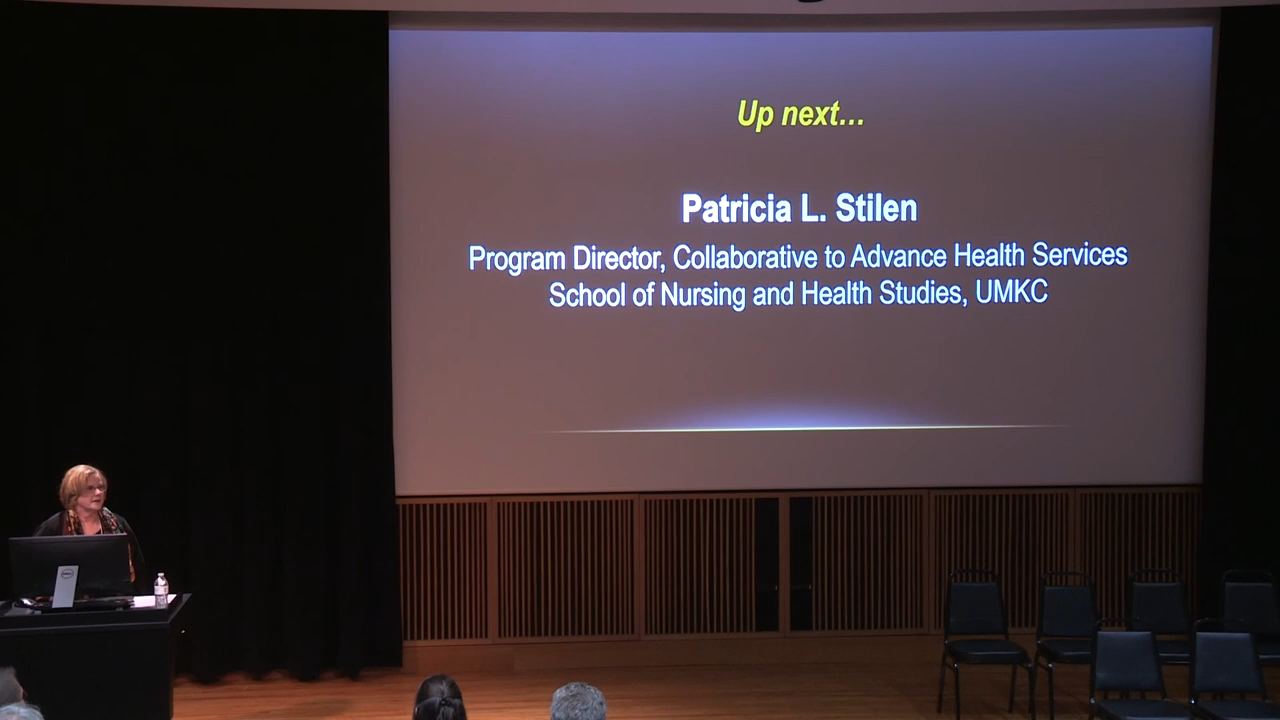 Up next...
Patricia L. Stilen
Program Director, Collaborative to Advance Health Services
School of Nursing and Health Studies, UMKC